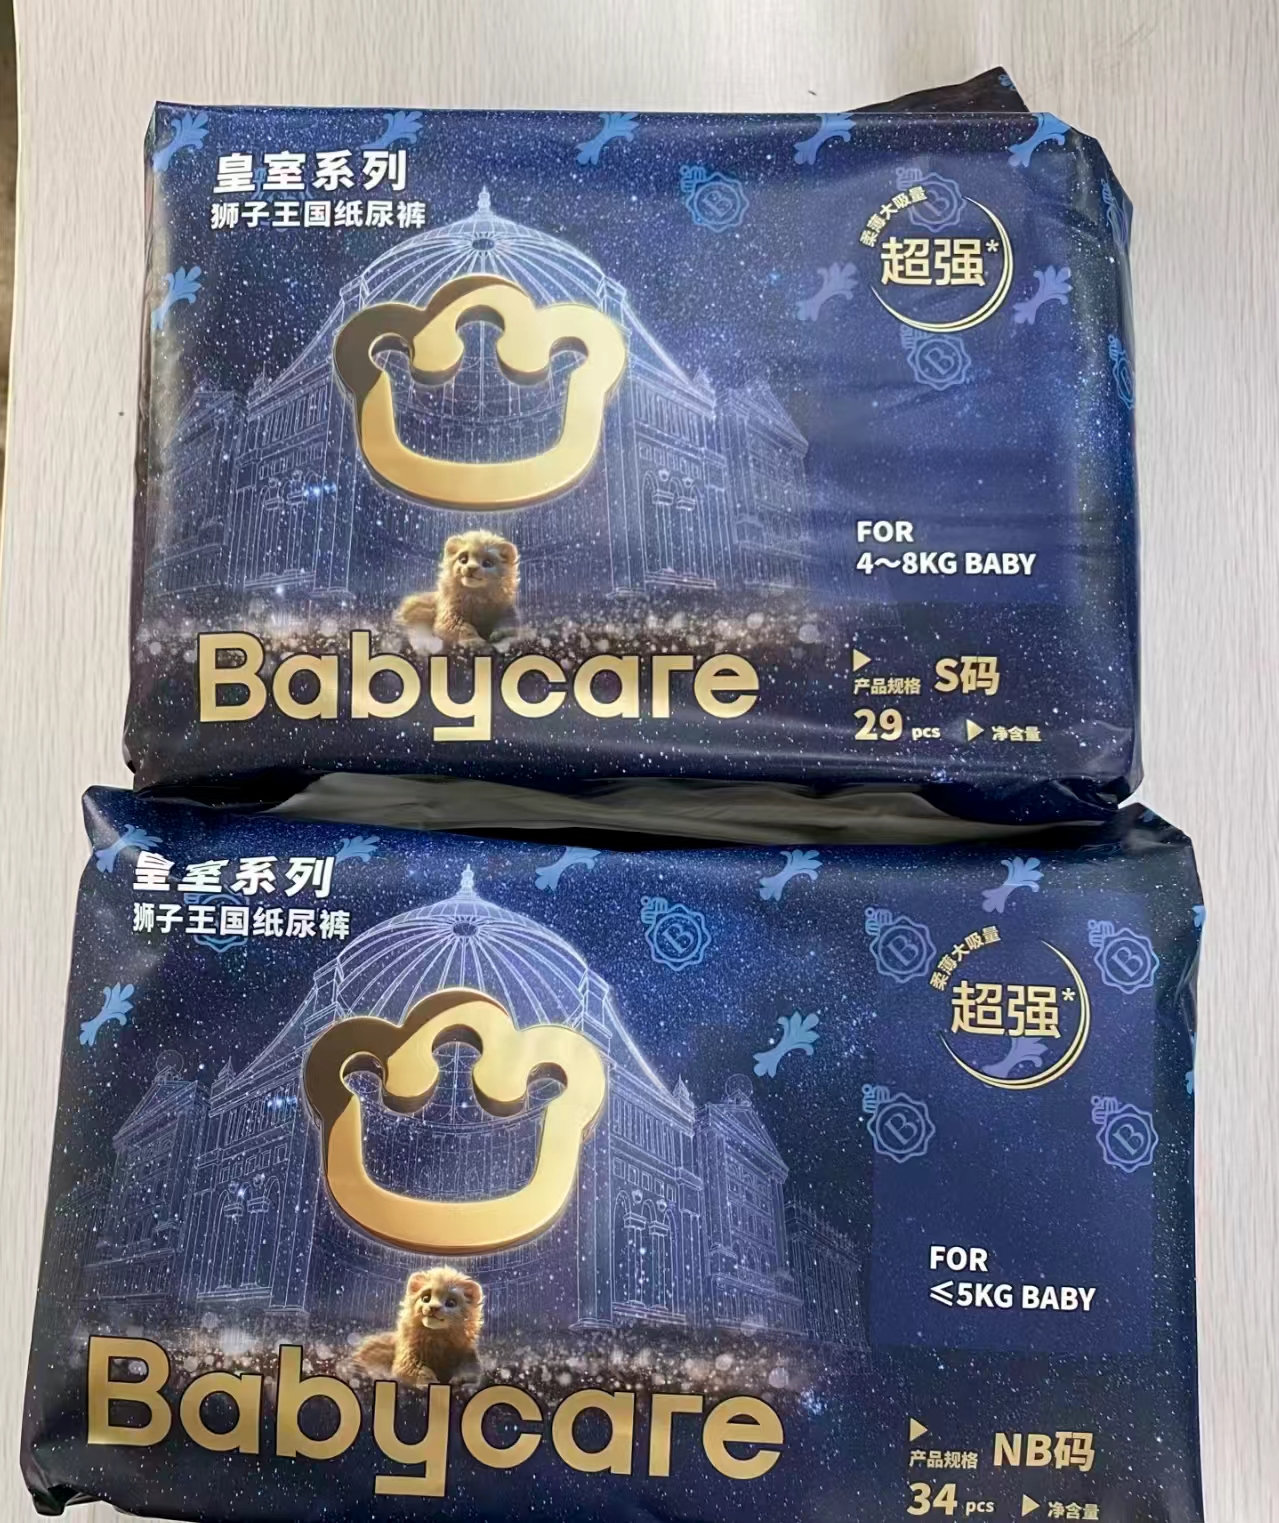 皇室系列
狮子王国纸尿裤
柔薄大吸量
超强*
FOR
4～8KG BABY
Babycare
产品规格 S码
29 pcs 净含量
皇室系列
狮子王国纸尿裤
柔薄大吸量
超强*
FOR
≤5KG BABY
Babycare
产品规格 NB码
34 pcs 净含量